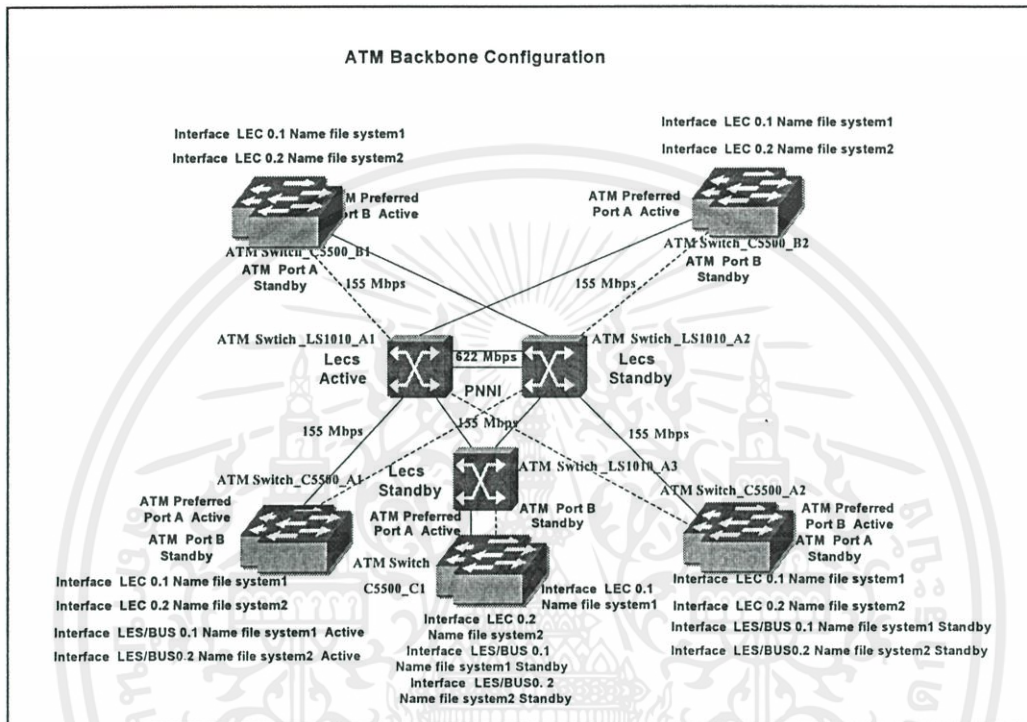 ATM Backbone Configuration
Interface LEC 0.1 Name file system1
Interface LEC 0.2 Name file system2
Interface LEC 0.1 Name file system1
Interface LEC 0.2 Name file system2
ATM Preferred
Port B Active
ATM Preferred
Port A Active
ATM Switch_C5500_B1
ATM Port A
Standby
ATM Switch_C5500_B2
ATM Port B
Standby
155 Mbps
155 Mbps
ATM Swtich _LS1010_A1
Lecs
Active
622 Mbps
PNNI
ATM Swtich _LS1010_A2
Lecs
Standby
155 Mbps
155 Mbps
155 Mbps
Lecs
Standby
ATM Swtich _LS1010_A3
ATM Switch_C5500_A1
ATM Preferred
Port A Active
ATM Port B
Standby
ATM Preferred
Port A Active
ATM Port B
Standby
ATM Switch_C5500_A2
ATM Preferred
Port B Active
ATM Port A
Standby
ATM Switch
C5500_C1
Interface LEC 0.1 Name file system1
Interface LEC 0.2 Name file system2
Interface LES/BUS 0.1 Name file system1 Active
Interface LES/BUS0.2 Name file system2 Active
Interface LEC 0.1
Name file system1
Interface LEC 0.2
Name file system2
Interface LES/BUS 0.1
Name file system1 Standby
Interface LES/BUS0. 2
Name file system2 Standby
Interface LEC 0.1 Name file system1
Interface LEC 0.2 Name file system2
Interface LES/BUS 0.1 Name file system1 Standby
Interface LES/BUS0.2 Name file system2 Standby